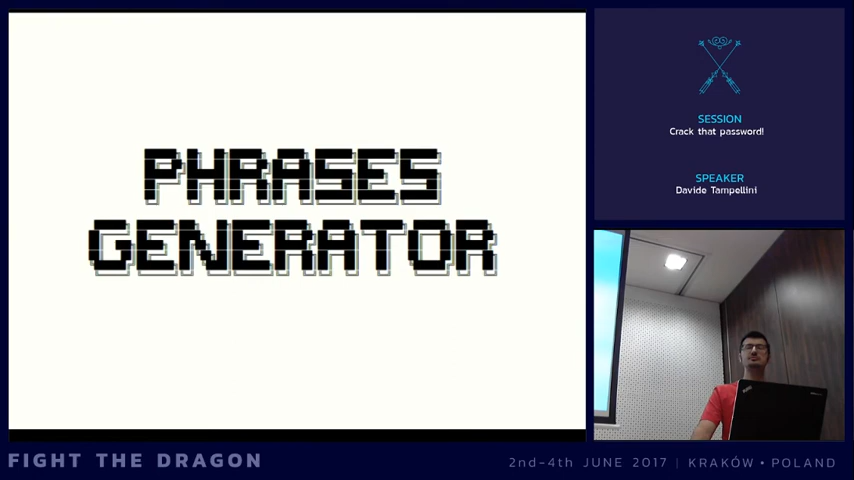 PHRASES
GENERATOR
SESSION
Crack that password!
SPEAKER
Davide Tampellini
FIGHT THE DRAGON
2nd-4th JUNE 2017 | KRAKÓW • POLAND